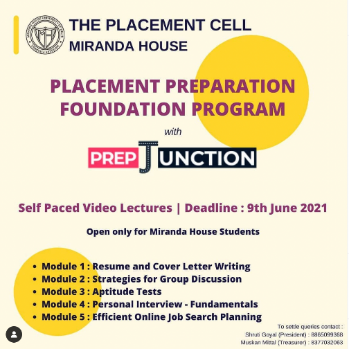 THE PLACEMENT CELL
MIRANDA HOUSE
PLACEMENT PREPARATION
FOUNDATION PROGRAM
with
PREPJUNCTION
Self Paced Video Lectures | Deadline : 9th June 2021
Open only for Miranda House Students
• Module 1 : Resume and Cover Letter Writing
• Module 2 : Strategies for Group Discussion
• Module 3 : Aptitude Tests
• Module 4 : Personal Interview - Fundamentals
• Module 5 : Efficient Online Job Search Planning
To settle queries contact :
Shruti Goyal (President) : 8865099368
Muskan Mittal (Treasurer) : 8377032063